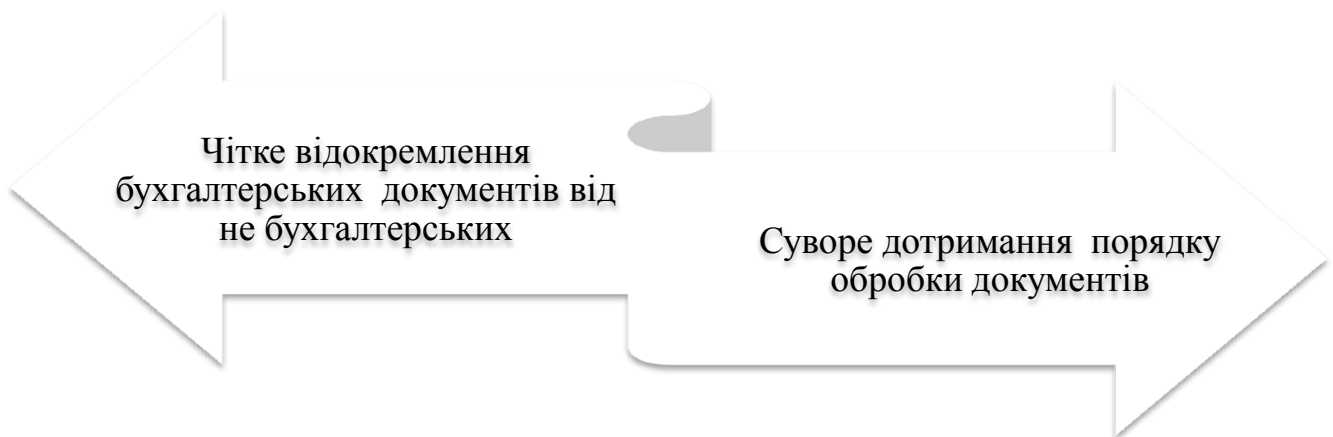 Чітке відокремлення
бухгалтерських документів від
не бухгалтерських
Суворе дотримання порядку
обробки документів